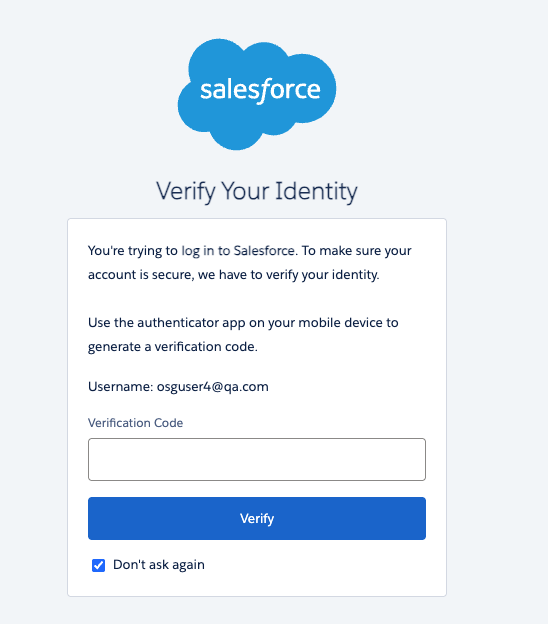 salesforce
Verify Your Identity
You're trying to log in to Salesforce. To make sure your
account is secure, we have to verify your identity.
Use the authenticator app on your mobile device to
generate a verification code.
Username: osguser4@qa.com
Verification Code
Verify
Don't ask again